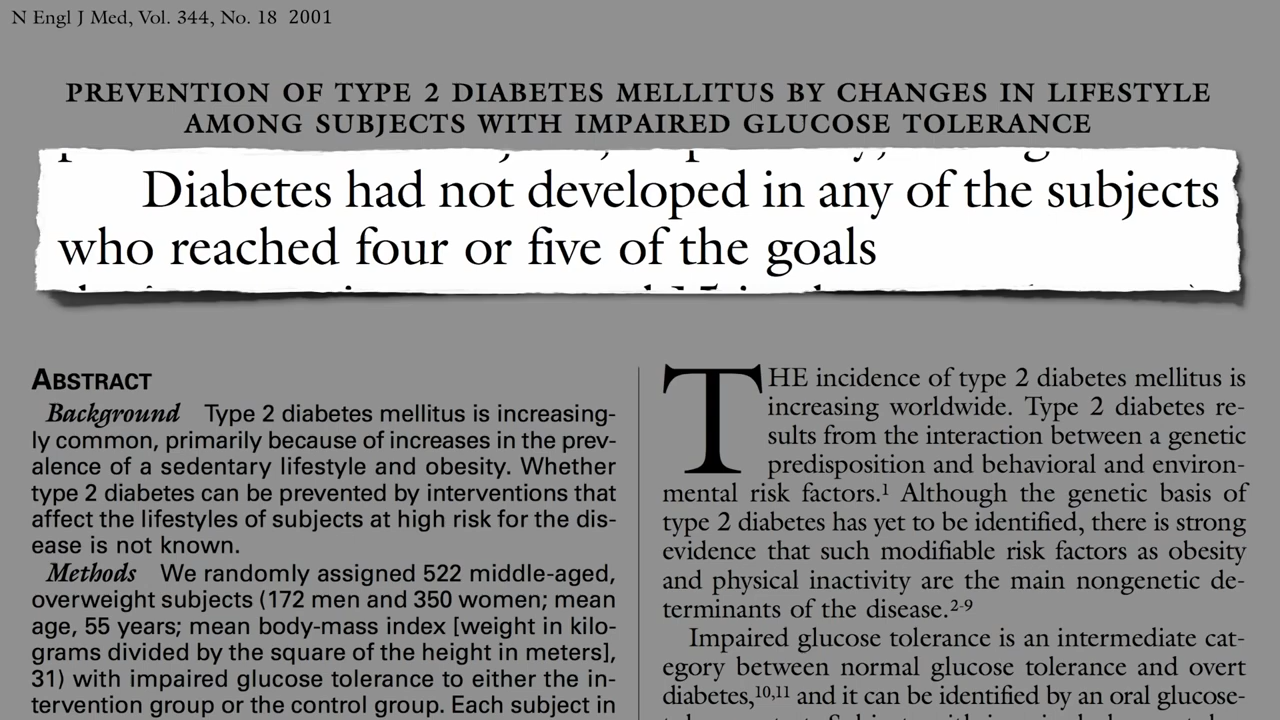 N Engl J Med, Vol. 344, No. 18 2001
PREVENTION OF TYPE 2 DIABETES MELLITUS BY CHANGES IN LIFESTYLE
AMONG SUBJECTS WITH IMPAIRED GLUCOSE TOLERANCE
Diabetes had not developed in any of the subjects
who reached four or five of the goals
ABSTRACT
Background Type 2 diabetes mellitus is increasing-
ly common, primarily because of increases in the prev-
alence of a sedentary lifestyle and obesity. Whether
type 2 diabetes can be prevented by interventions that
affect the lifestyles of subjects at high risk for the dis-
ease is not known.
Methods We randomly assigned 522 middle-aged,
overweight subjects (172 men and 350 women; mean
age, 55 years; mean body-mass index [weight in kilo-
grams divided by the square of the height in meters],
31) with impaired glucose tolerance to either the in-
tervention group or the control group. Each subject in
THE incidence of type 2 diabetes mellitus is
increasing worldwide. Type 2 diabetes re-
sults from the interaction between a genetic
predisposition and behavioral and environ-
mental risk factors.1 Although the genetic basis of
type 2 diabetes has yet to be identified, there is strong
evidence that such modifiable risk factors as obesity
and physical inactivity are the main nongenetic de-
terminants of the disease.2-9
Impaired glucose tolerance is an intermediate cat-
egory between normal glucose tolerance and overt
diabetes,10,11 and it can be identified by an oral glucose-